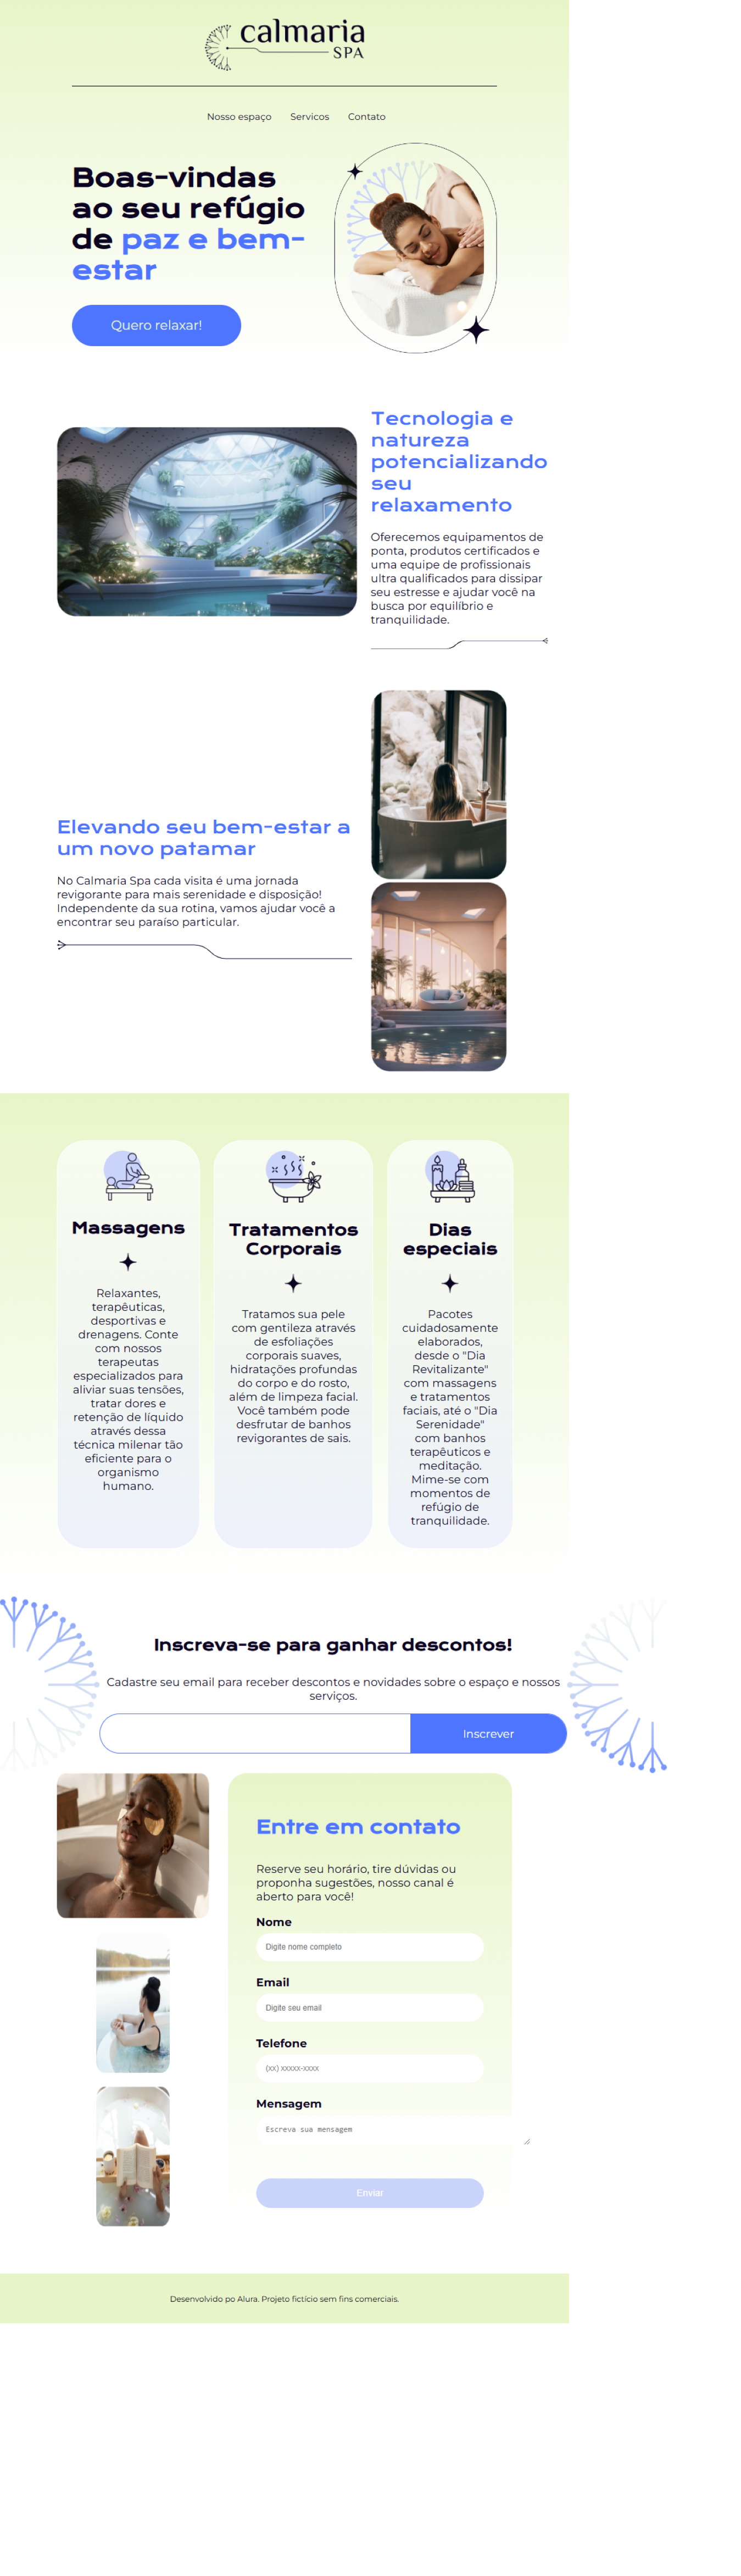 calmaria
SPA
Nosso espaço Servicos Contato
Boas-vindas
ao seu refúgio
de paz e bem-
estar
Quero relaxar!
Tecnologia e
natureza
potencializando
seu
relaxamento
Oferecemos equipamentos de
ponta, produtos certificados e
uma equipe de profissionais
ultra qualificados para dissipar
seu estresse e ajudar você na
busca por equilíbrio e
tranquilidade.
Elevando seu bem-estar a
um novo patamar
No Calmaria Spa cada visita é uma jornada
revigorante para mais serenidade e disposição!
Independente da sua rotina, vamos ajudar você a
encontrar seu paraíso particular.
Massagens
Relaxantes,
terapêuticas,
desportivas e
drenagens. Conte
com nossos
terapeutas
especializados para
aliviar suas tensões,
tratar dores e
retenção de líquido
através dessa
técnica milenar tão
eficiente para o
organismo
humano.
Tratamentos
Corporais
Tratamos sua pele
com gentileza através
de esfoliações
corporais suaves,
hidratações profundas
do corpo e do rosto,
além de limpeza facial.
Você também pode
desfrutar de banhos
revigorantes de sais.
Dias
especiais
Pacotes
cuidadosamente
elaborados,
desde o "Dia
Revitalizante"
com massagens
e tratamentos
faciais, até o "Dia
Serenidade"
com banhos
terapêuticos e
meditação.
Mime-se com
momentos de
refúgio de
tranquilidade.
Inscreva-se para ganhar descontos!
Cadastre seu email para receber descontos e novidades sobre o espaço e nossos
serviços.
Inscrever
Entre em contato
Reserve seu horário, tire dúvidas ou
proponha sugestões, nosso canal é
aberto para você!
Nome
Digite nome completo
Email
Digite seu email
Telefone
(xx) xxxxx-xxxx
Mensagem
Escreva sua mensagem
Enviar
Desenvolvido po Alura. Projeto fictício sem fins comerciais.